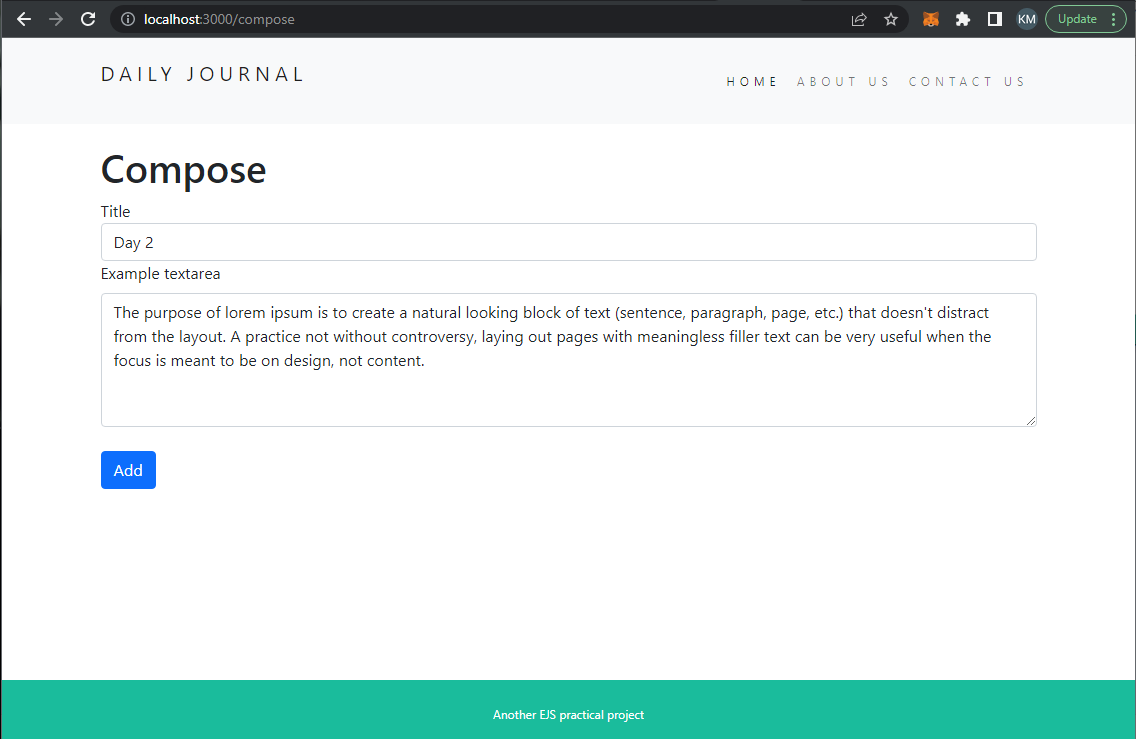 localhost:3000/compose
KM
Update
DAILY JOURNAL
HOME ABOUT US CONTACT US
Compose
Title
Day 2
Example textarea
The purpose of lorem ipsum is to create a natural looking block of text (sentence, paragraph, page, etc.) that doesn't distract
from the layout. A practice not without controversy, laying out pages with meaningless filler text can be very useful when the
focus is meant to be on design, not content.
Add
Another EJS practical project